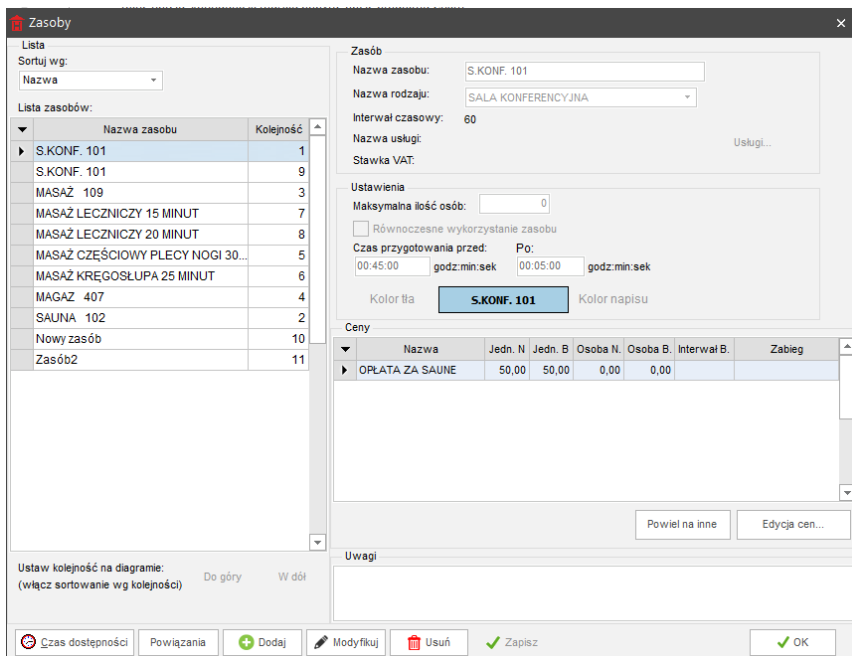 Zasoby
Lista
Sortuj wg:
Nazwa
Lista zasobów:
Nazwa zasobu Kolejność
S.KONF. 101 1
S.KONF. 101 9
MASAŻ 109 3
MASAŻ LECZNICZY 15 MINUT 7
MASAŻ LECZNICZY 20 MINUT 8
MASAŻ CZĘŚCIOWY PLECY NOGI 30... 5
MASAŻ KRĘGOSŁUPA 25 MINUT 6
MAGAZ 407 4
SAUNA 102 2
Nowy zasób 10
Zasób2 11
Ustaw kolejność na diagramie:
(włącz sortowanie wg kolejności)
Do góry W dół
Zasób
Nazwa zasobu: S.KONF. 101
Nazwa rodzaju: SALA KONFERENCYJNA
Interwał czasowy: 60
Nazwa usługi: Usługi...
Stawka VAT:
Ustawienia
Maksymalna ilość osób: 0
Równoczesne wykorzystanie zasobu
Czas przygotowania przed: Po:
00:45:00 godz:min:sek 00:05:00 godz:min:sek
Kolor tła S.KONF. 101 Kolor napisu
Ceny
Nazwa Jedn. N Jedn. B Osoba N. Osoba B. Interwał B. Zabieg
OPŁATA ZA SAUNE 50,00 50,00 0,00 0,00
Powiel na inne Edycja cen...
Uwagi
Czas dostępności Powiązania Dodaj Modyfikuj Usuń Zapisz OK